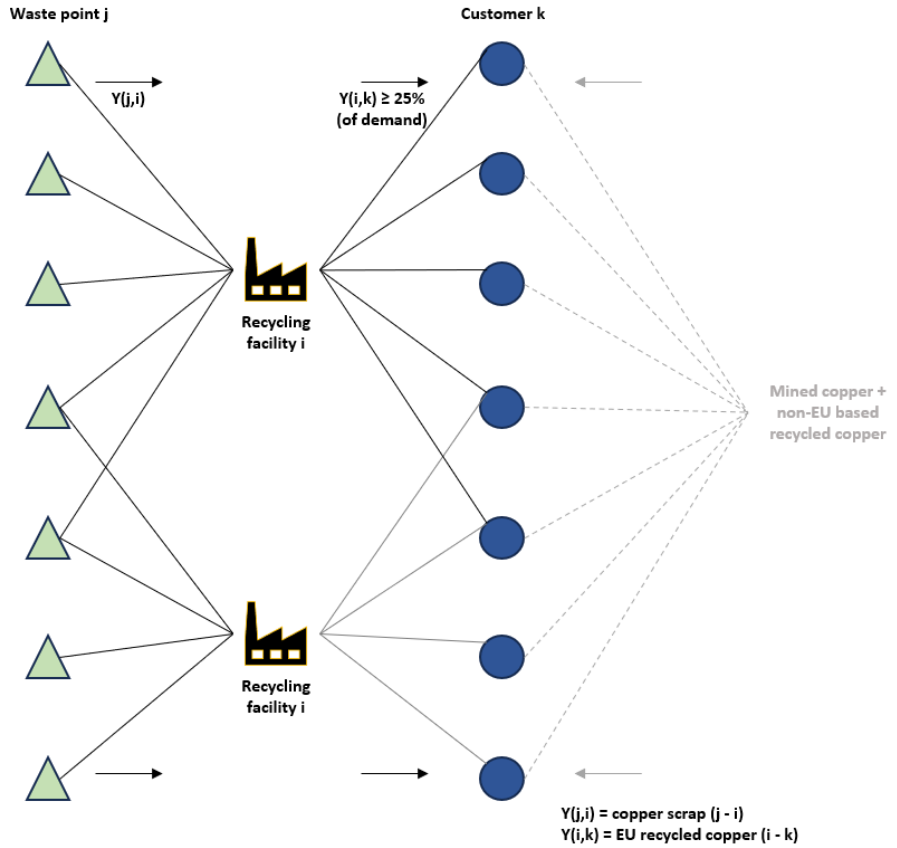 Waste point j
Customer k
Y(j,i)
Y(i,k) ≥ 25%
(of demand)
Recycling
facility i
Mined copper +
non-EU based
recycled copper
Recycling
facility i
Y(j,i) = copper scrap (j - i)
Y(i,k) = EU recycled copper (i - k)